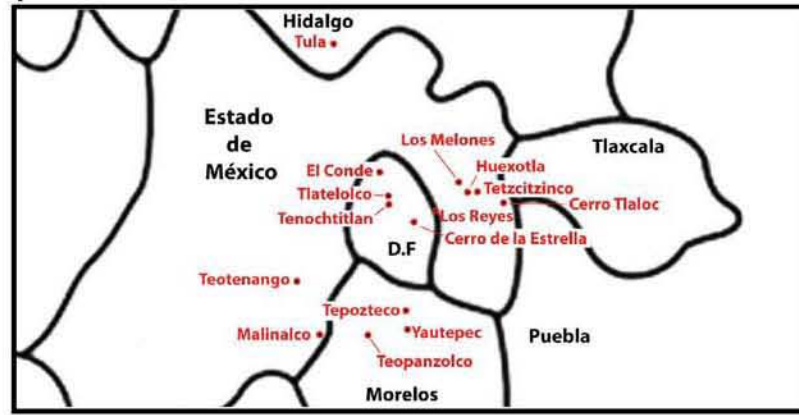 Hidalgo
Tula
Estado
de
México
Los Melones
Tlaxcala
Huexotla
El Conde
Tetzcitzinco
Tlatelolco
Cerro Tlaloc
Tenochtitlan
Los Reyes
Cerro de la Estrella
D.F
Teotenango
Tepozteco
Malinalco
Yautepec
Puebla
Teopanzolco
Morelos